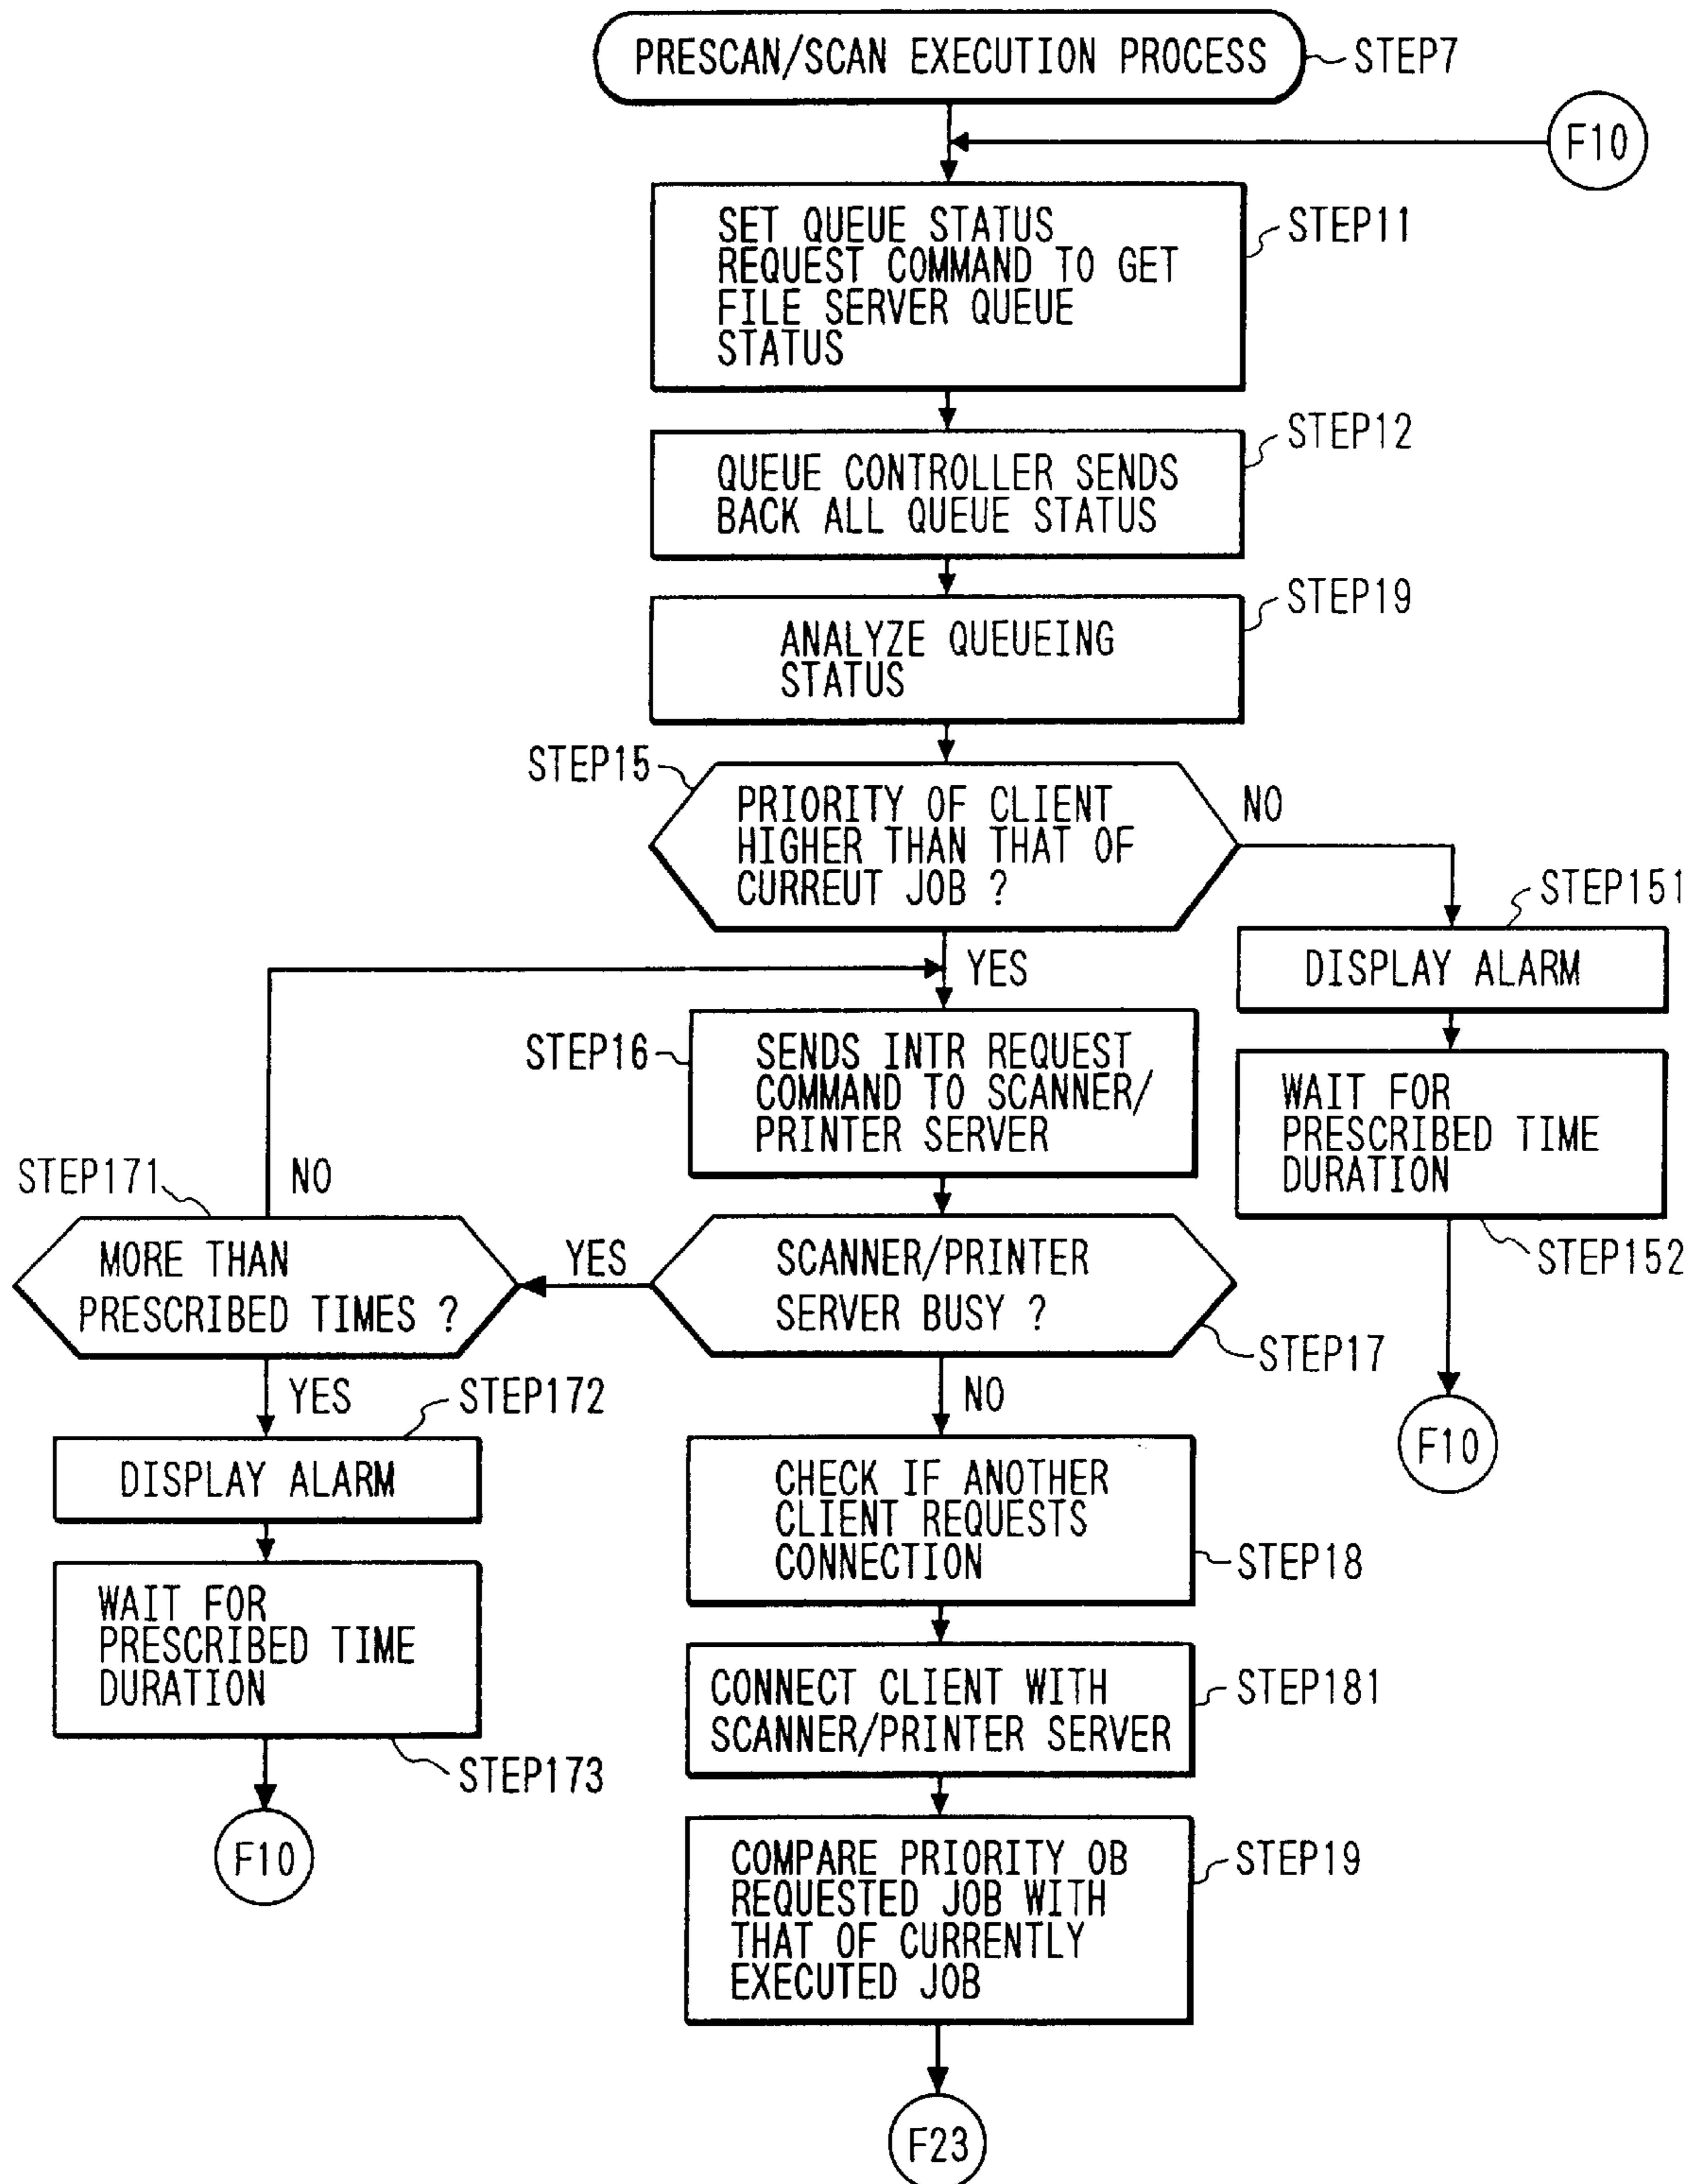 PRESCAN/SCAN EXECUTION PROCESS
STEP7
F10
SET QUEUE STATUS
REQUEST COMMAND TO GET
FILE SERVER QUEUE
STATUS
STEP11
QUEUE CONTROLLER SENDS
BACK ALL QUEUE STATUS
STEP12
ANALYZE QUEUEING
STATUS
STEP19
STEP15
PRIORITY OF CLIENT
HIGHER THAN THAT OF
CURREUT JOB ?
NO
YES
STEP151
DISPLAY ALARM
STEP16
SENDS INTR REQUEST
COMMAND TO SCANNER/
PRINTER SERVER
WAIT FOR
PRESCRIBED TIME
DURATION
STEP152
F10
STEP171
NO
MORE THAN
PRESCRIBED TIMES ?
YES
SCANNER/PRINTER
SERVER BUSY ?
STEP17
YES
STEP172
NO
DISPLAY ALARM
CHECK IF ANOTHER
CLIENT REQUESTS
CONNECTION
STEP18
WAIT FOR
PRESCRIBED TIME
DURATION
STEP173
F10
CONNECT CLIENT WITH
SCANNER/PRINTER SERVER
STEP181
COMPARE PRIORITY OB
REQUESTED JOB WITH
THAT OF CURRENTLY
EXECUTED JOB
STEP19
F23